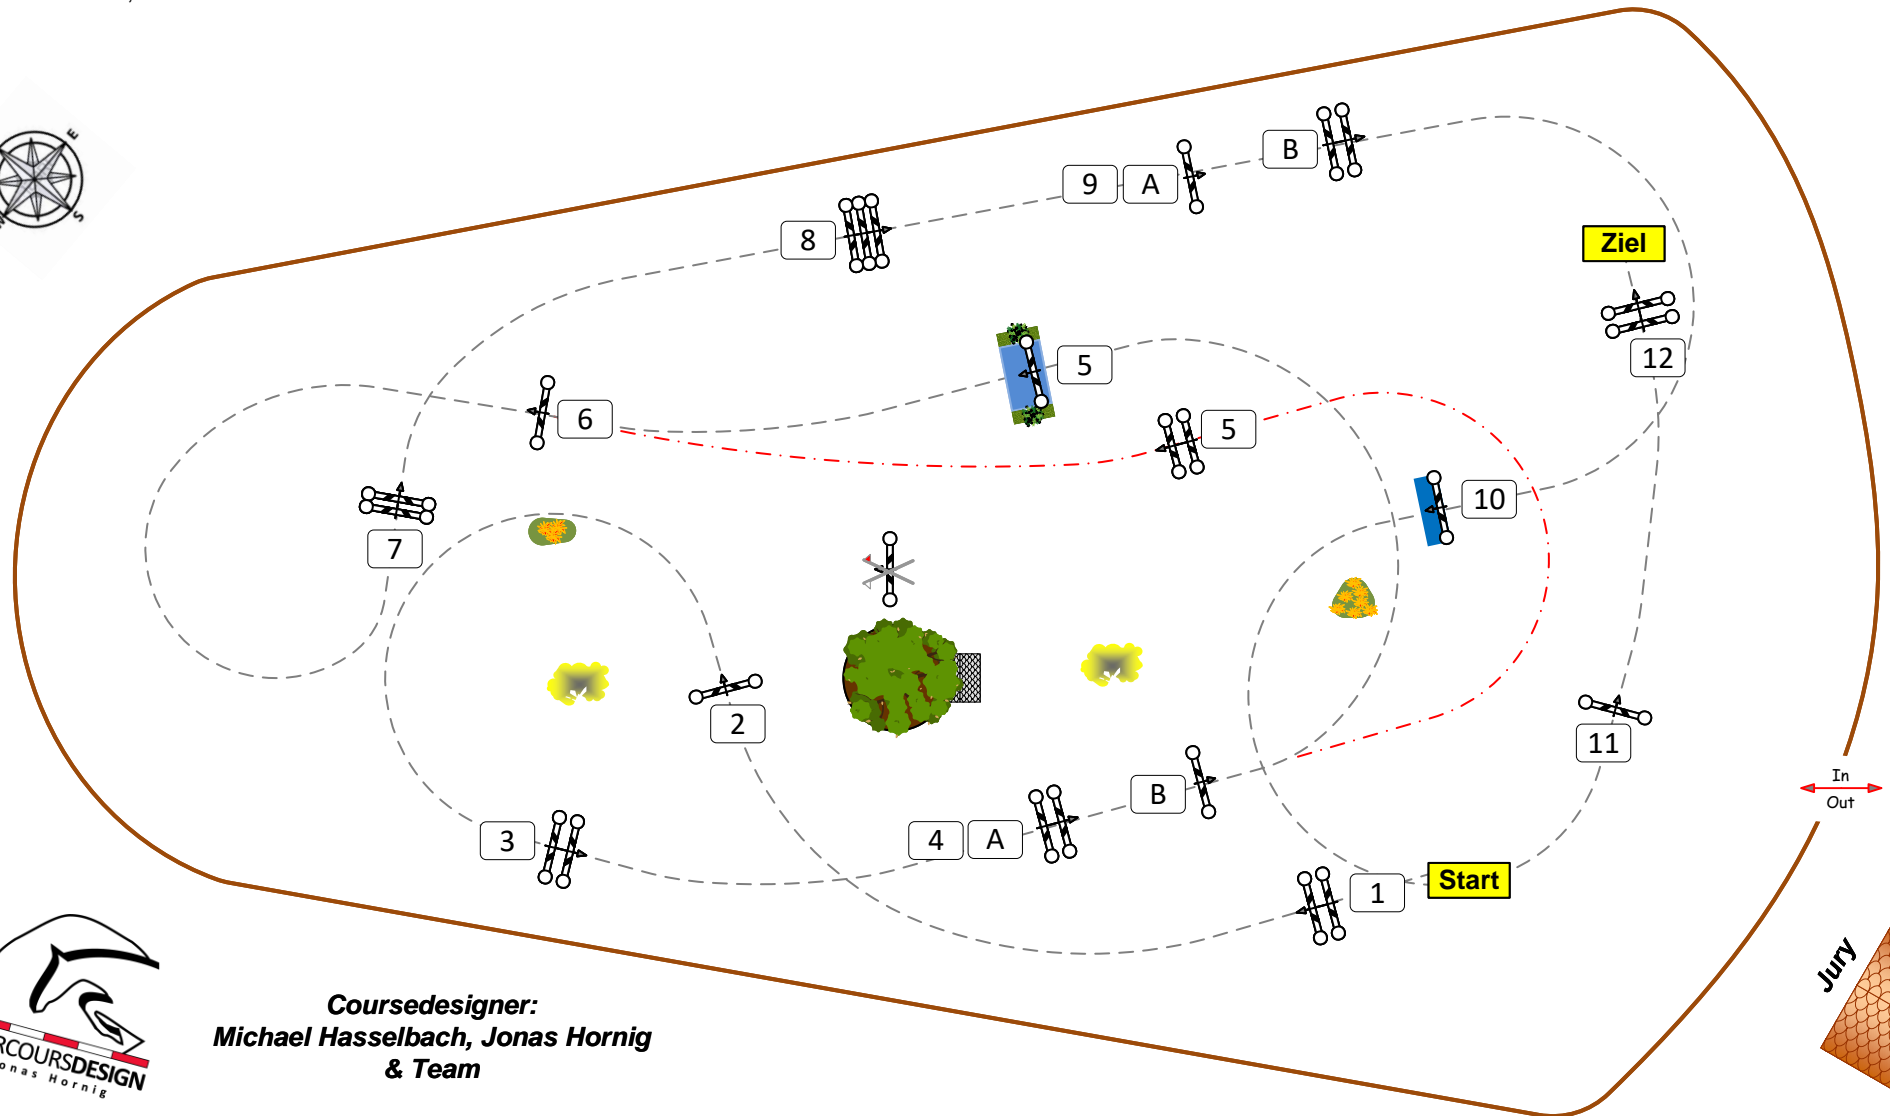 E
S
B
9 A
8
Ziel
12
5
6
5
10
7
2
11
B
In
Out
3
4 A
1
Start
Jury
Coursedesigner:
Michael Hasselbach, Jonas Hornig
& Team
RCOURSDESIGN
onas Hornig